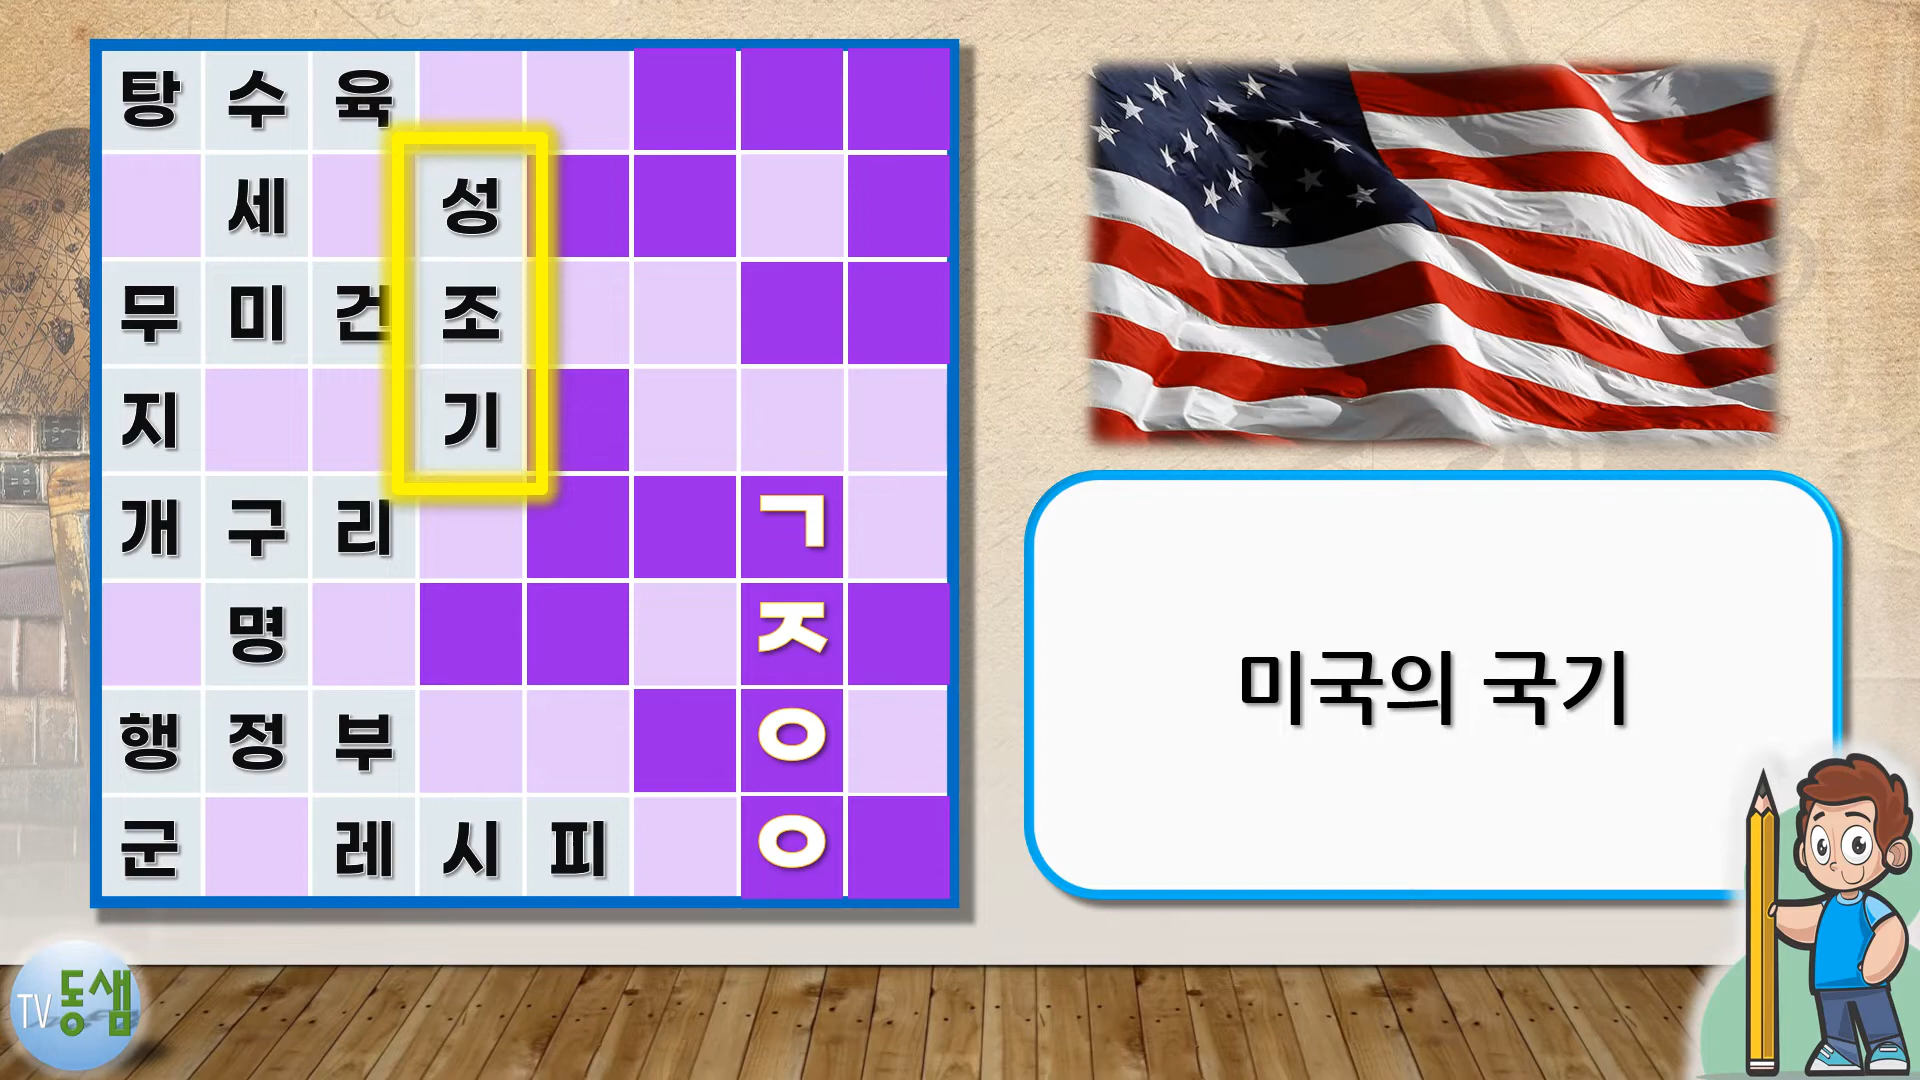 탕 수 육
세 성
무 미 건 조
지 기
개 구 리 ㄱ
명 ㅈ
행 정 부 ㅇ
군 레 시 피 ㅇ
미국의 국기
TV 동샘